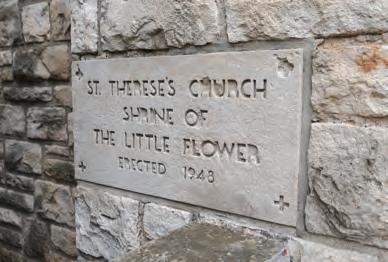 ST. THERESE'S CHURCH
SHRINE OF
THE LITTLE FLOWER
ERECTED 1948